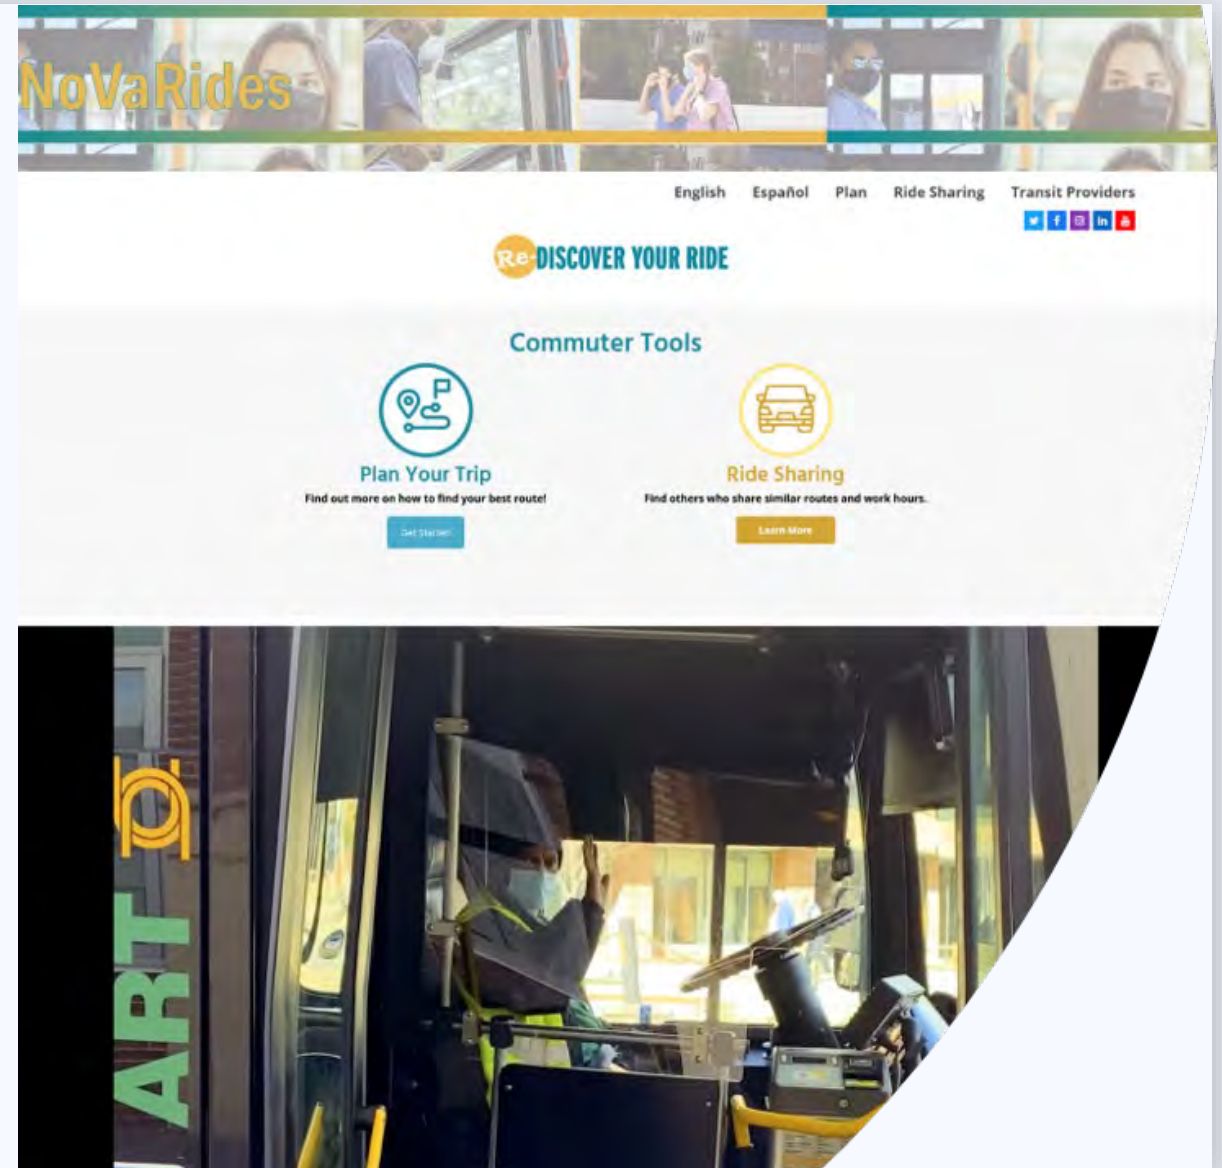 NoVaRides
English Español Plan Ride Sharing Transit Providers
Re-DISCOVER YOUR RIDE
Commuter Tools
Plan Your Trip
Find out more on how to find your best route!
Get Started
Ride Sharing
Find others who share similar routes and work hours.
Learn More
ART